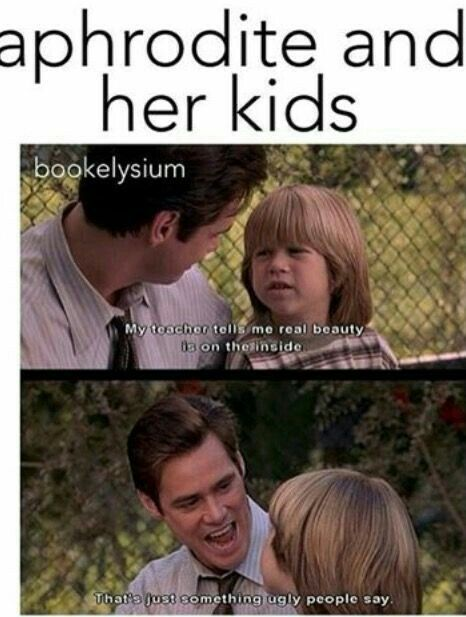 aphrodite and
her kids
bookelysium
My teacher tells me real beauty
is on the inside
That's just something ugly people say.